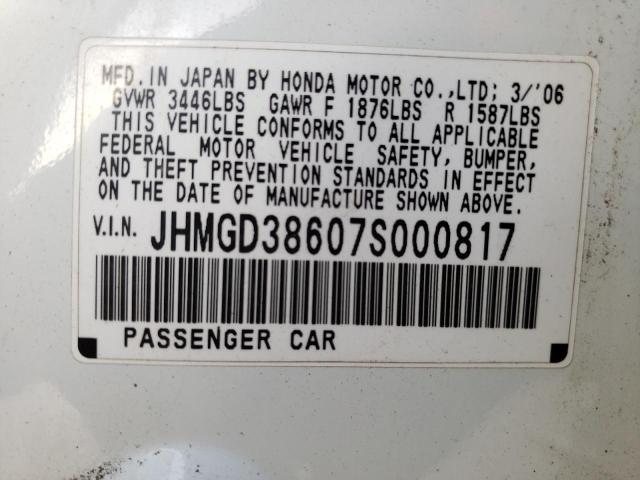 MFD. IN JAPAN BY HONDA MOTOR CO.,LTD; 3/'06
GVWR 3446LBS GAWR F 1876LBS R 1587LBS
THIS VEHICLE CONFORMS TO ALL APPLICABLE
FEDERAL MOTOR VEHICLE SAFETY, BUMPER,
AND THEFT PREVENTION STANDARDS IN EFFECT
ON THE DATE OF MANUFACTURE SHOWN ABOVE.
V.I.N. JHMGD38607S000817
PASSENGER CAR